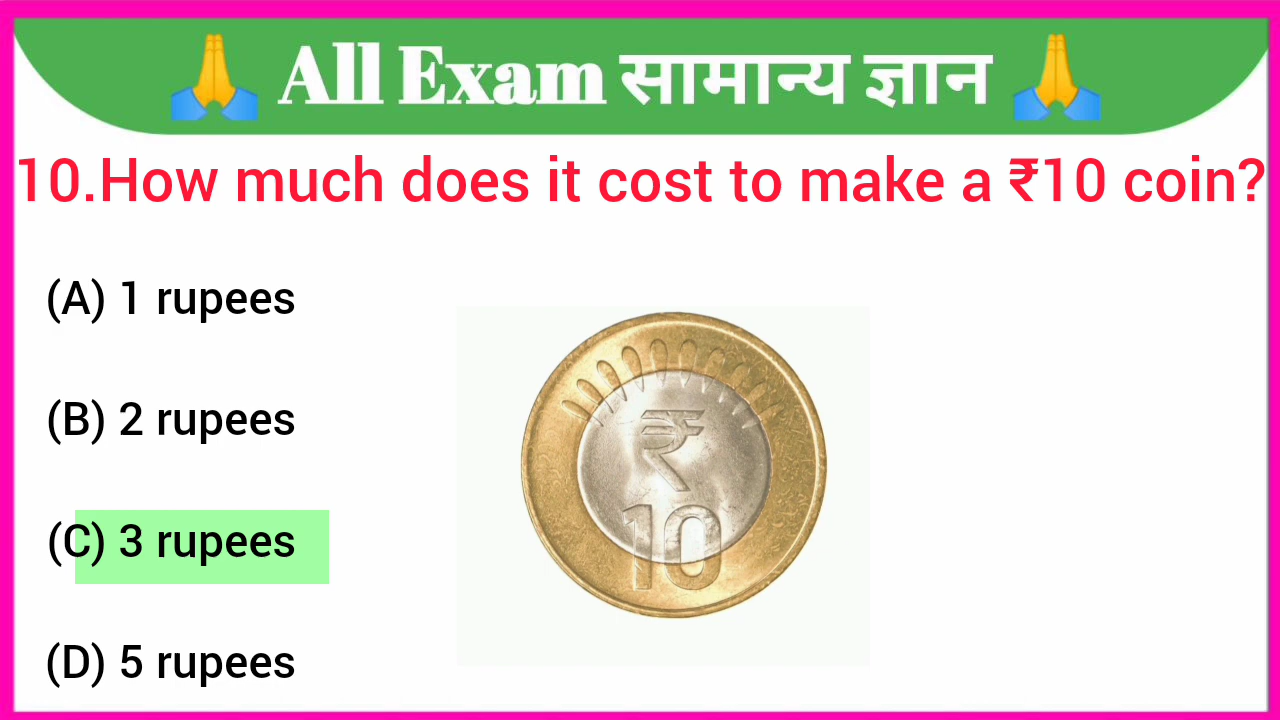 🙏 All Exam सामान्य ज्ञान 🙏
10.How much does it cost to make a ₹10 coin?
(A) 1 rupees
(B) 2 rupees
(C) 3 rupees
(D) 5 rupees
₹
10